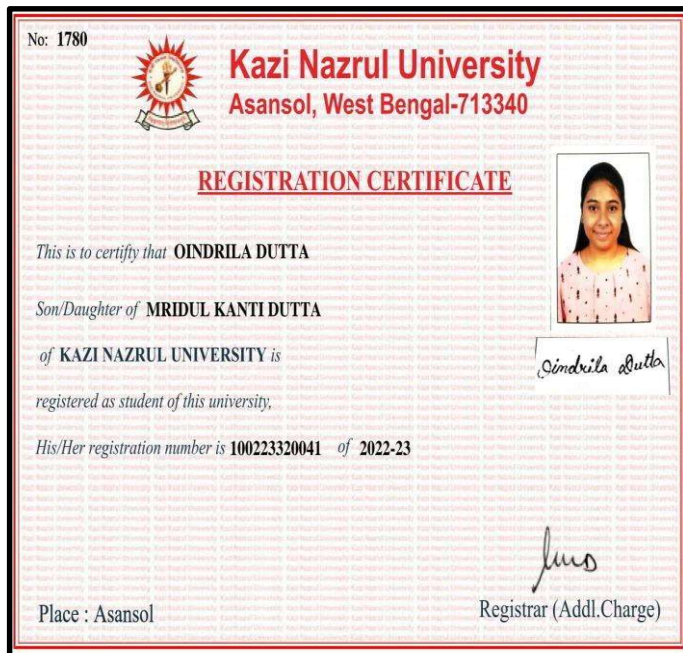 No: 1780
Kazi Nazrul University
Asansol, West Bengal-713340
REGISTRATION CERTIFICATE
This is to certify that OINDRILA DUTTA
Son/Daughter of MRIDUL KANTI DUTTA
of KAZI NAZRUL UNIVERSITY is
registered as student of this university,
His/Her registration number is 100223320041 of 2022-23
Oindrila Dutta
Place : Asansol
Registrar (Addl.Charge)